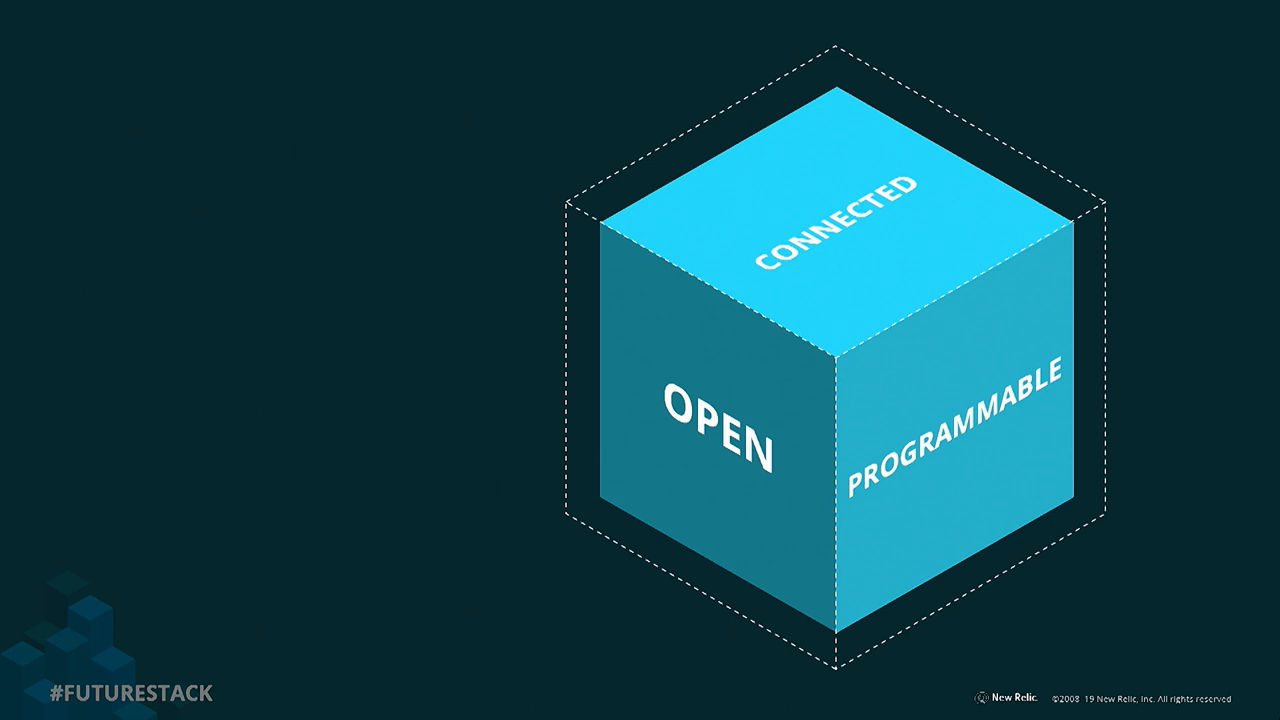 CONNECTED
OPEN
PROGRAMMABLE
#FUTURESTACK
New Relic. ©2008-19 New Relic, Inc. All rights reserved